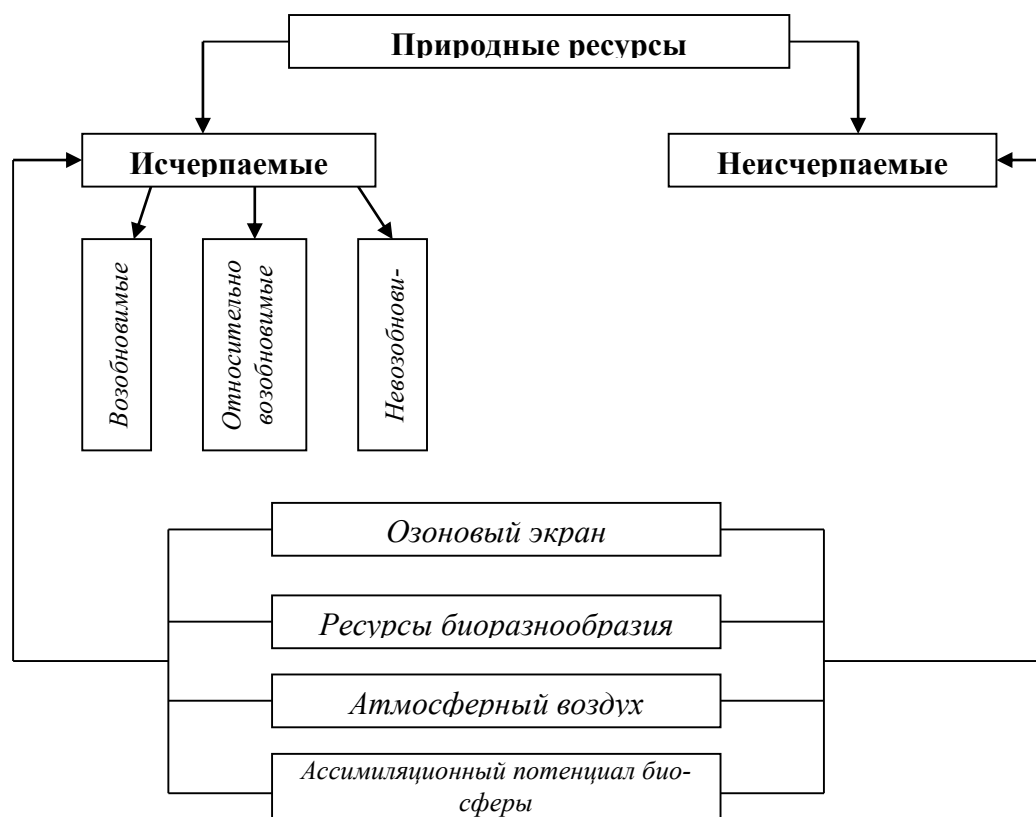 Природные ресурсы
Исчерпаемые
Неисчерпаемые
Возобновимые
Относительно
возобновимые
Невозобнови-
Озоновый экран
Ресурсы биоразнообразия
Атмосферный воздух
Ассимиляционный потенциал био-
сферы